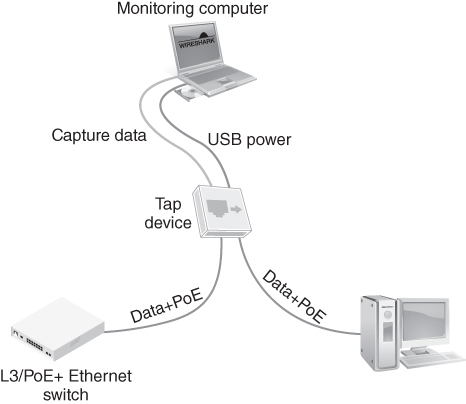 Monitoring computer
WIRESHARK
Capture data
USB power
Tap
device
Data+PoE
Data+PoE
L3/PoE+ Ethernet
switch